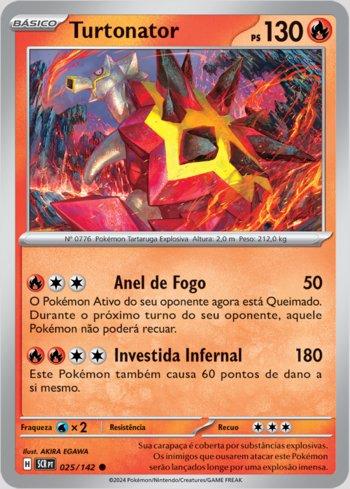 BÁSICO
Turtonator
PS 130
Nº 0776 Pokémon Tartaruga Explosiva Altura: 2,0 m Peso: 212,0 kg
Anel de Fogo 50
O Pokémon Ativo do seu oponente agora está Queimado.
Durante o próximo turno do seu oponente, aquele
Pokémon não poderá recuar.
Investida Infernal 180
Este Pokémon também causa 60 pontos de dano a
si mesmo.
Fraqueza ×2 Resistência Recuo
Ilust. AKIRA EGAWA
H SCR PT 025/142
Sua carapaça é coberta por substâncias explosivas.
Os inimigos que ousarem atacar este Pokémon
serão lançados longe por uma explosão imensa.
©2024 Pokémon/Nintendo/Creatures/GAME FREAK